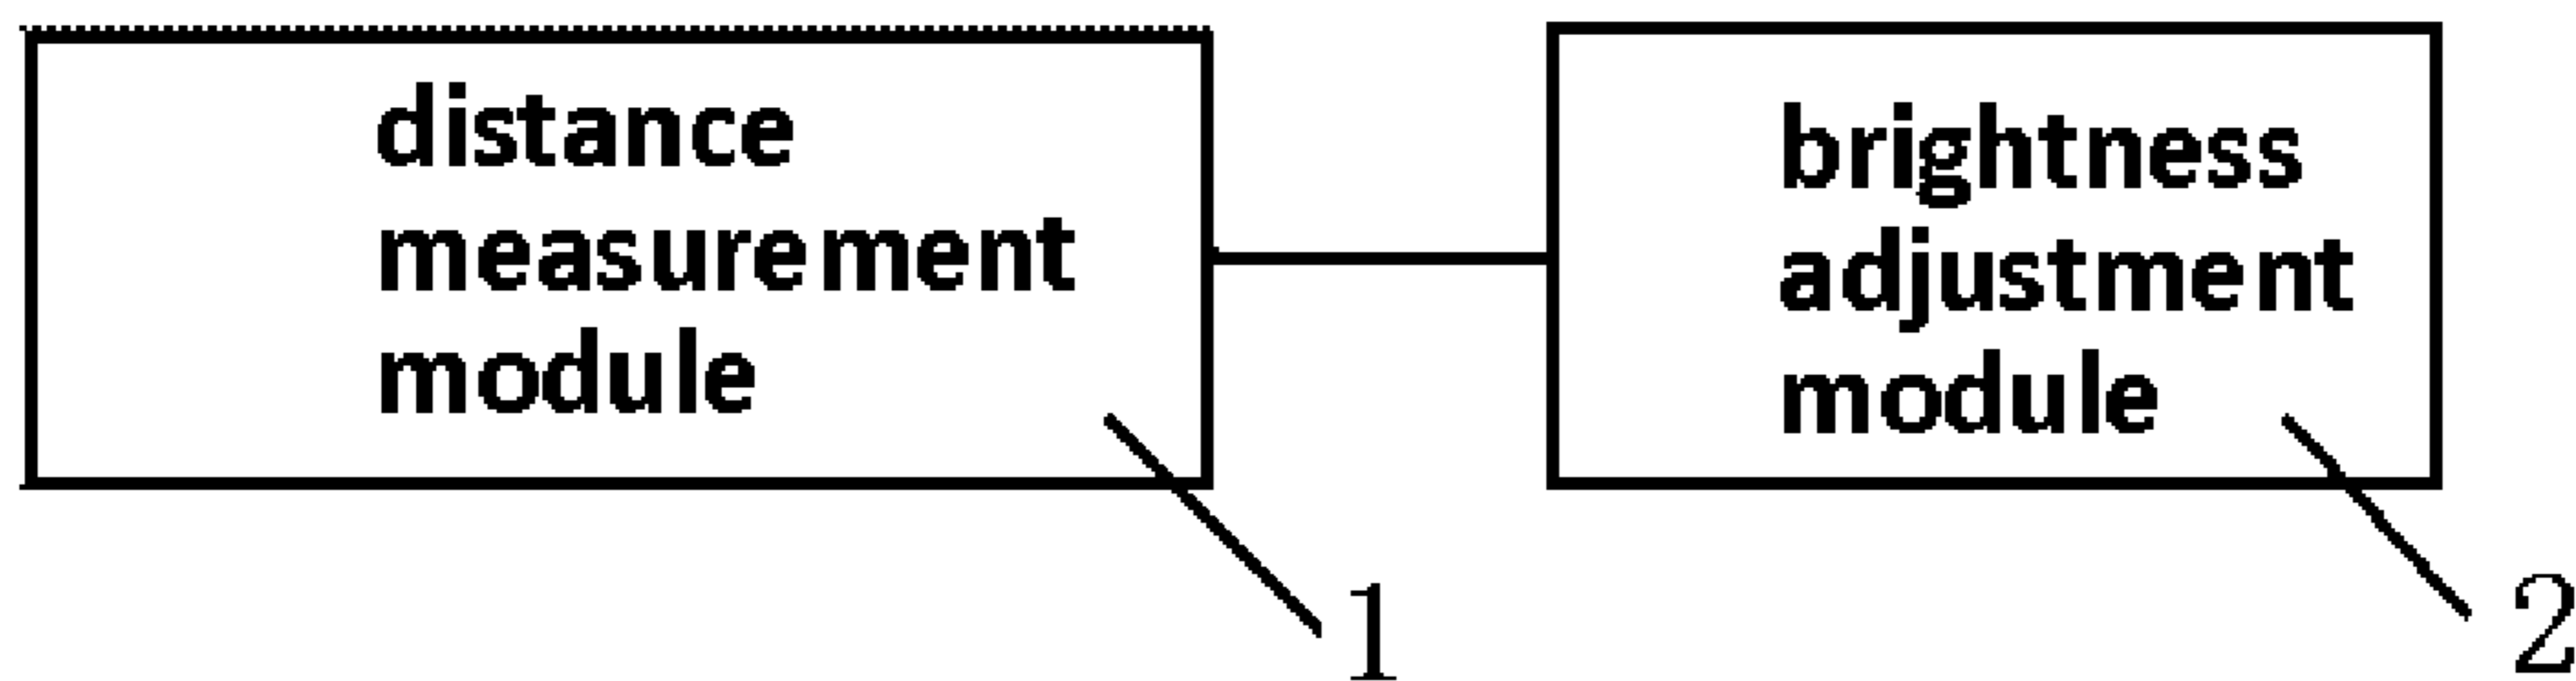 distance
measurement
module
brightness
adjustment
module
1
2